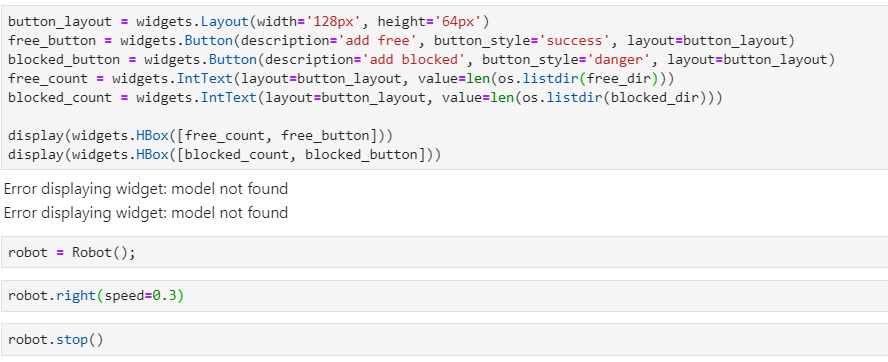 button_layout = widgets.Layout(width='128px', height='64px')
free_button = widgets.Button(description='add free', button_style='success', layout=button_layout)
blocked_button = widgets.Button(description='add blocked', button_style='danger', layout=button_layout)
free_count = widgets.IntText(layout=button_layout, value=len(os.listdir(free_dir)))
blocked_count = widgets.IntText(layout=button_layout, value=len(os.listdir(blocked_dir)))
display(widgets.HBox([free_count, free_button]))
display(widgets.HBox([blocked_count, blocked_button]))
Error displaying widget: model not found
Error displaying widget: model not found
robot = Robot();
robot.right(speed=0.3)
robot.stop()